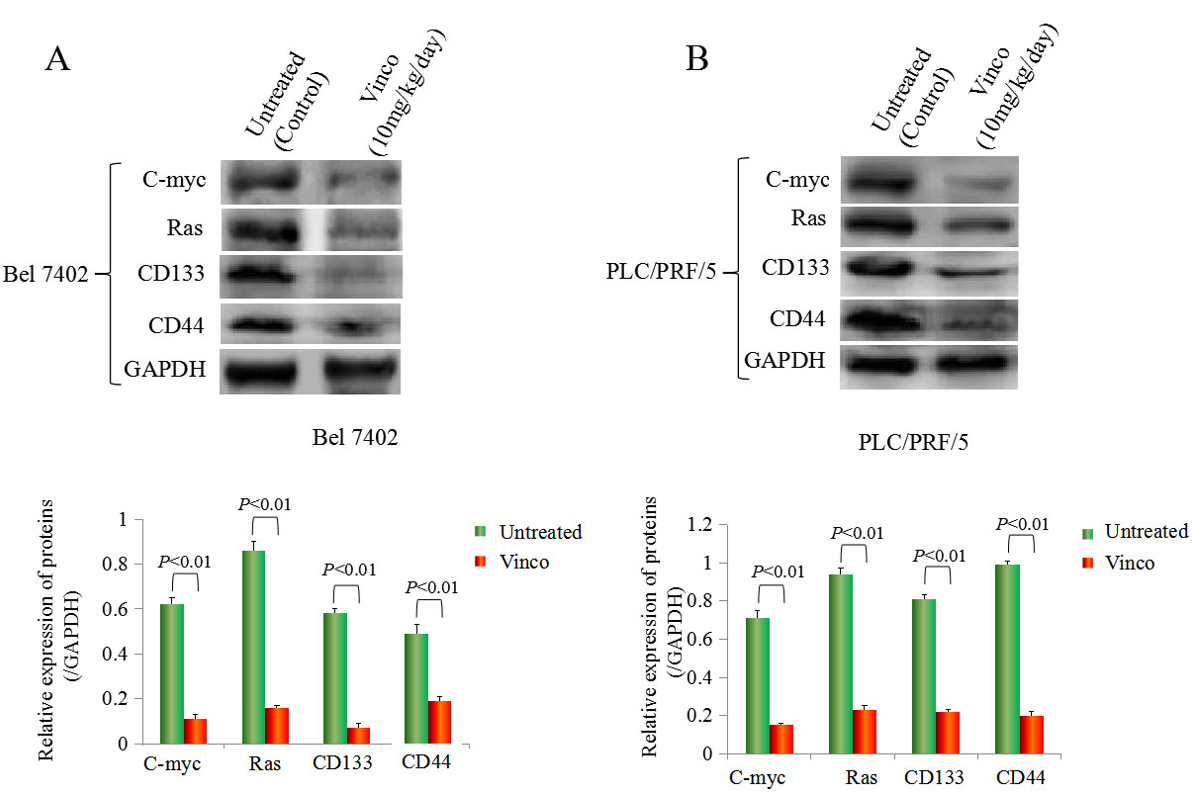 A
Untreated
(Control)
Vinco
(10mg/kg/day)
Bel 7402
C-myc
Ras
CD133
CD44
GAPDH
Bel 7402
Relative expression of proteins
(/GAPDH)
1
0.8
0.6
0.4
0.2
0
P<0.01
P<0.01
P<0.01
P<0.01
C-myc
Ras
CD133
CD44
Untreated
Vinco
B
Untreated
(Control)
Vinco
(10mg/kg/day)
PLC/PRF/5
C-myc
Ras
CD133
CD44
GAPDH
PLC/PRF/5
Relative expression of proteins
(/GAPDH)
1.2
1
0.8
0.6
0.4
0.2
0
P<0.01
P<0.01
P<0.01
P<0.01
C-myc
Ras
CD133
CD44
Untreated
Vinco